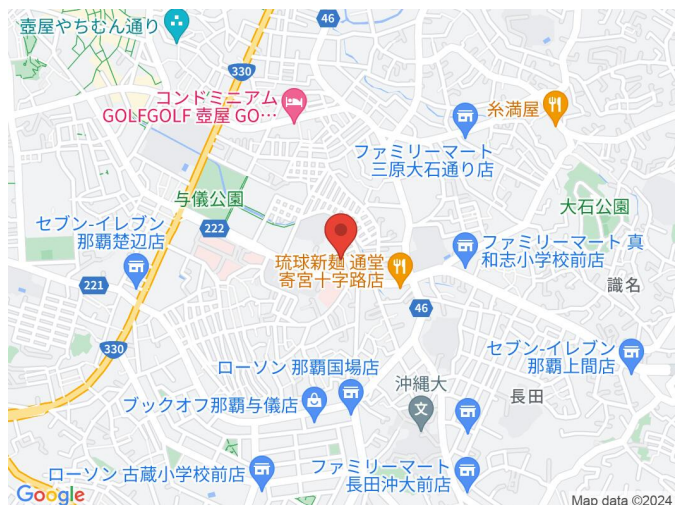 壺屋やちむん通り
46
330
コンドミニアム
GOLFGOLF 壺屋 GO…
糸満屋
ファミリーマート
三原大石通り店
与儀公園
大石公園
222
セブン-イレブン
那覇楚辺店
琉球新麺 通堂
寄宮十字路店
ファミリーマート 真
和志小学校前店
識名
221
46
330
セブン-イレブン
那覇上間店
ローソン 那覇国場店
沖縄大
文
ブックオフ那覇与儀店
長田
ローソン 古蔵小学校前店
ファミリーマート
長田沖大前店
Google
Map data ©2024